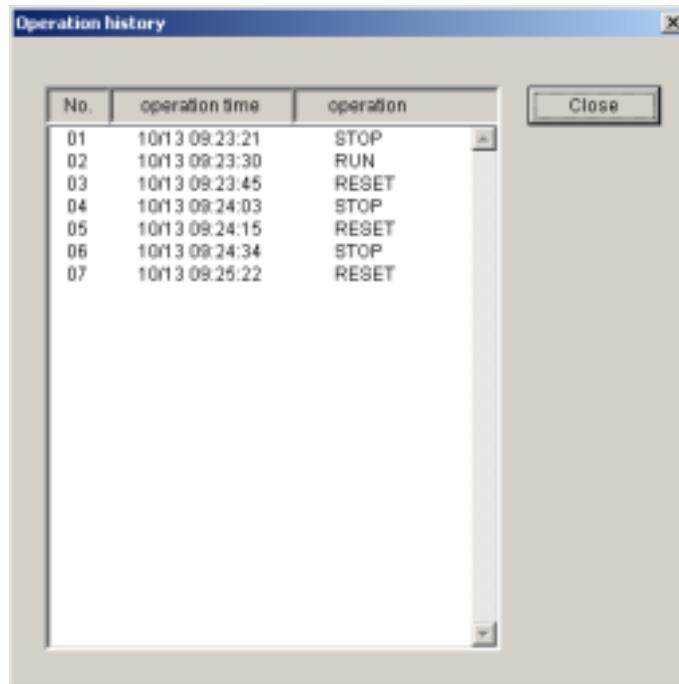 Operation history
No. operation time operation Close
01 10/13 09:23:21 STOP
02 10/13 09:23:30 RUN
03 10/13 09:23:45 RESET
04 10/13 09:24:03 STOP
05 10/13 09:24:15 RESET
06 10/13 09:24:34 STOP
07 10/13 09:25:22 RESET